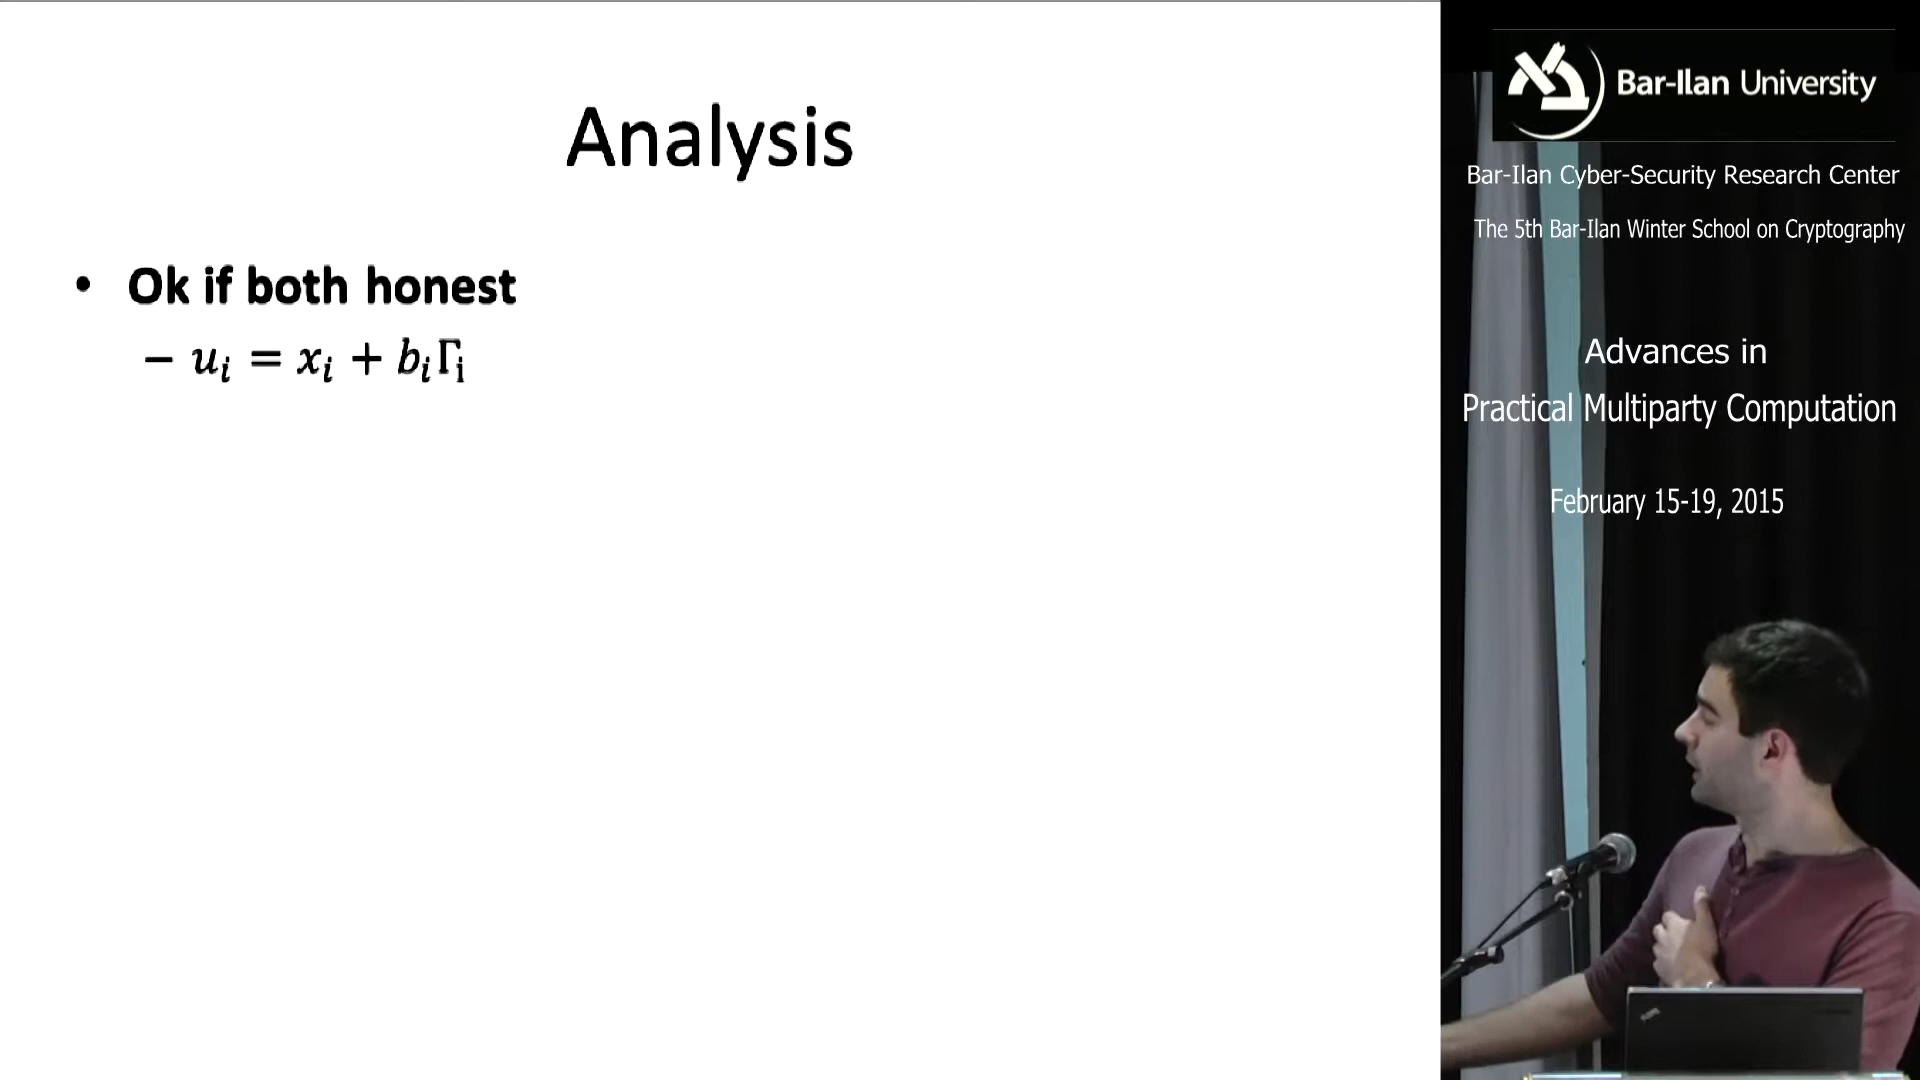 Analysis
• Ok if both honest
– uᵢ = xᵢ + bᵢΓᵢ
Bar-Ilan University
Bar-Ilan Cyber-Security Research Center
The 5th Bar-Ilan Winter School on Cryptography
Advances in
Practical Multiparty Computation
February 15-19, 2015